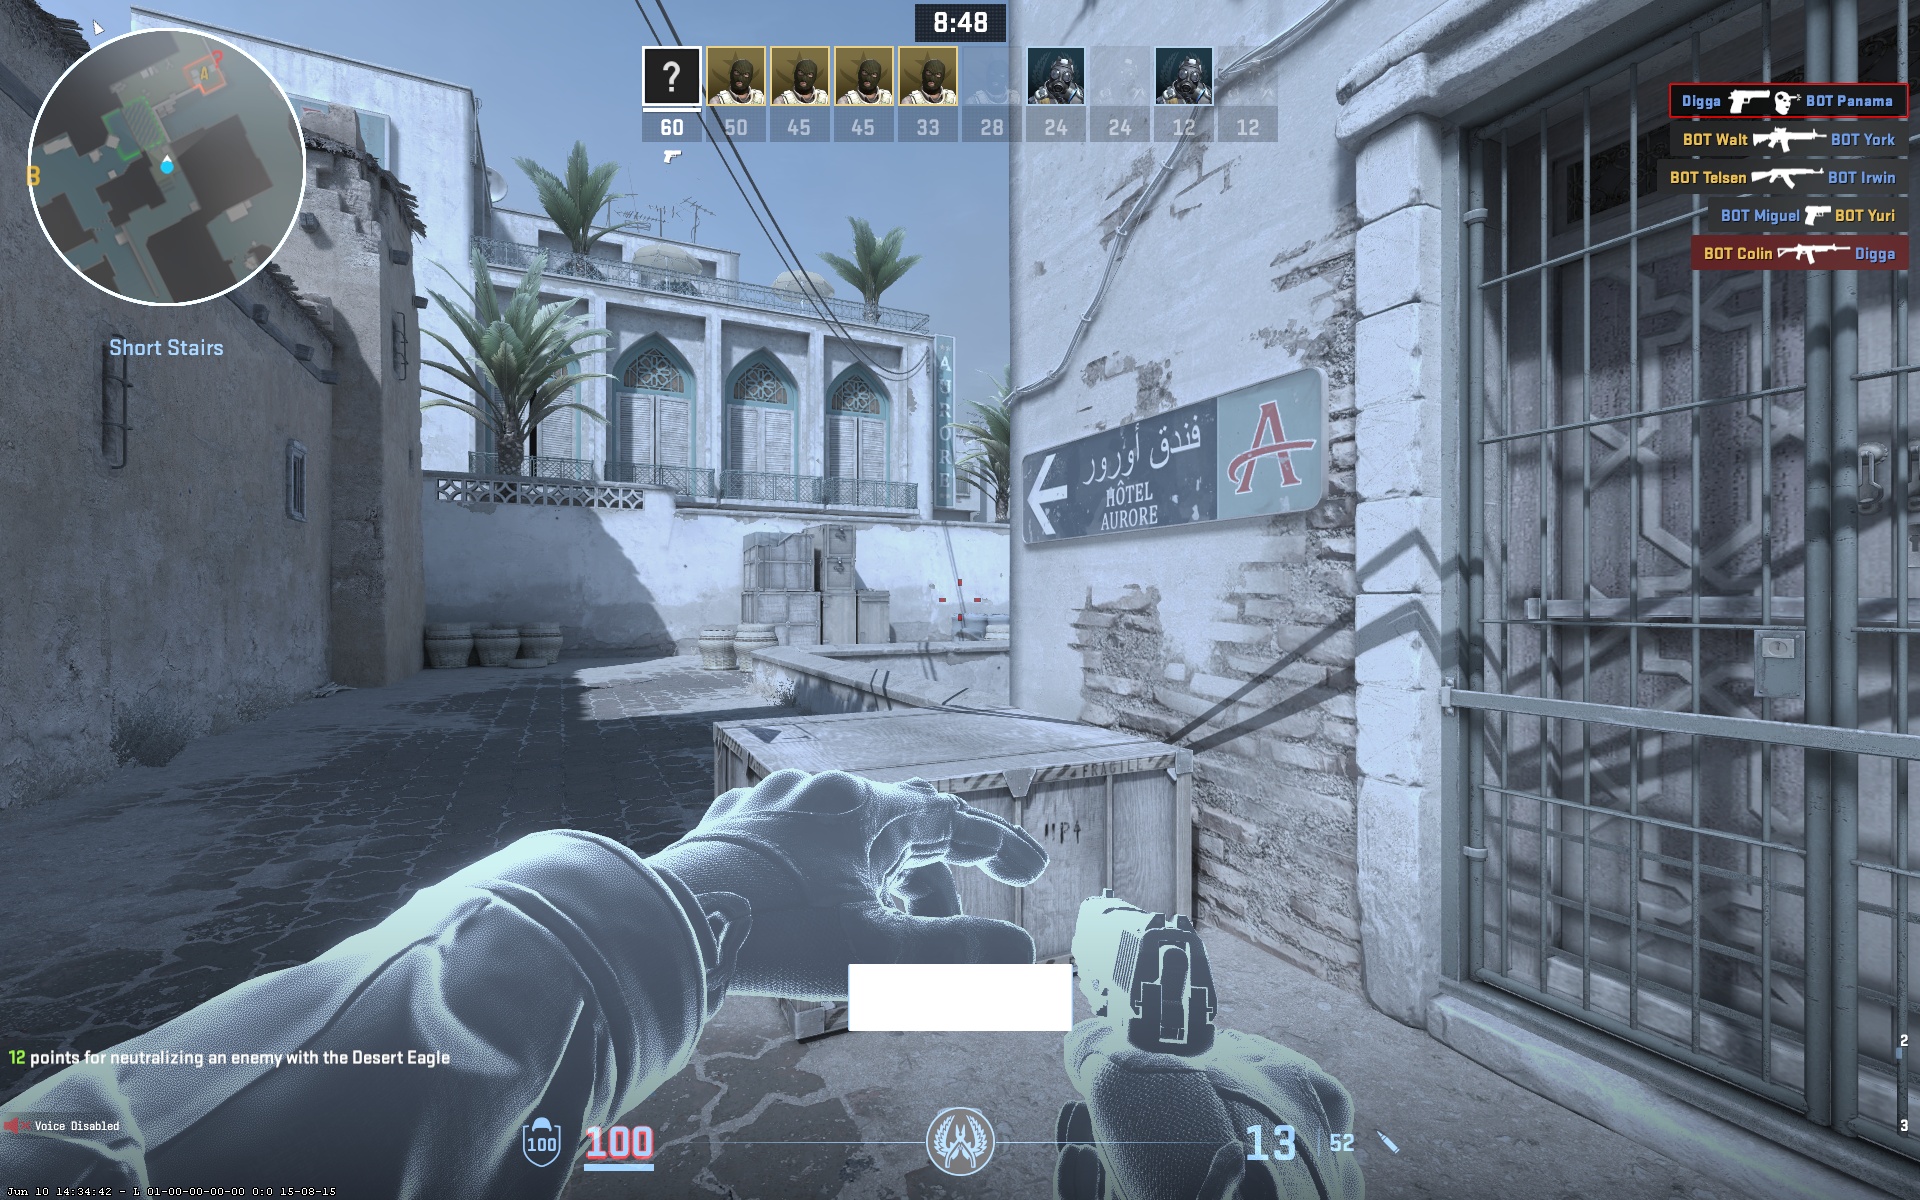 8:48
?
60 50 45 45 33 28 24 24 12 12
A
?
B
Short Stairs
Digga BOT Panama
BOT Walt BOT York
BOT Telsen BOT Irwin
BOT Miguel BOT Yuri
BOT Colin Digga
AURORE
فندق أورور
HÔTEL
AURORE
A
FRAGILE
12 points for neutralizing an enemy with the Desert Eagle
Voice Disabled
100
100
13 52
2
3
Jun 10 14:34:42 - L 01-00-00-00-00 0:0 15-08-15